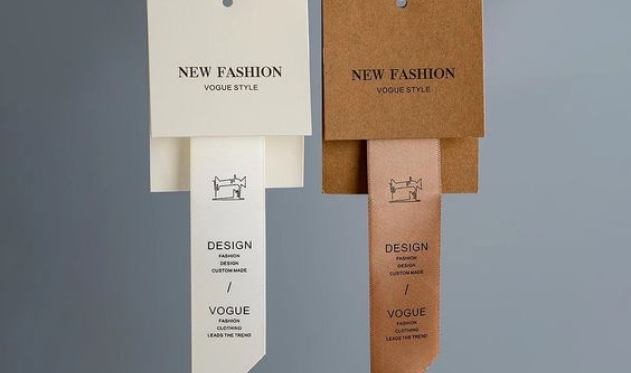 NEW FASHION
VOGUE STYLE
DESIGN
FASHION
DESIGN
CUSTOM MADE
/
VOGUE
FASHION
CLOTHING
LEADS THE TREND
NEW FASHION
VOGUE STYLE
DESIGN
FASHION
DESIGN
CUSTOM MADE
/
VOGUE
FASHION
CLOTHING
LEADS THE TREND